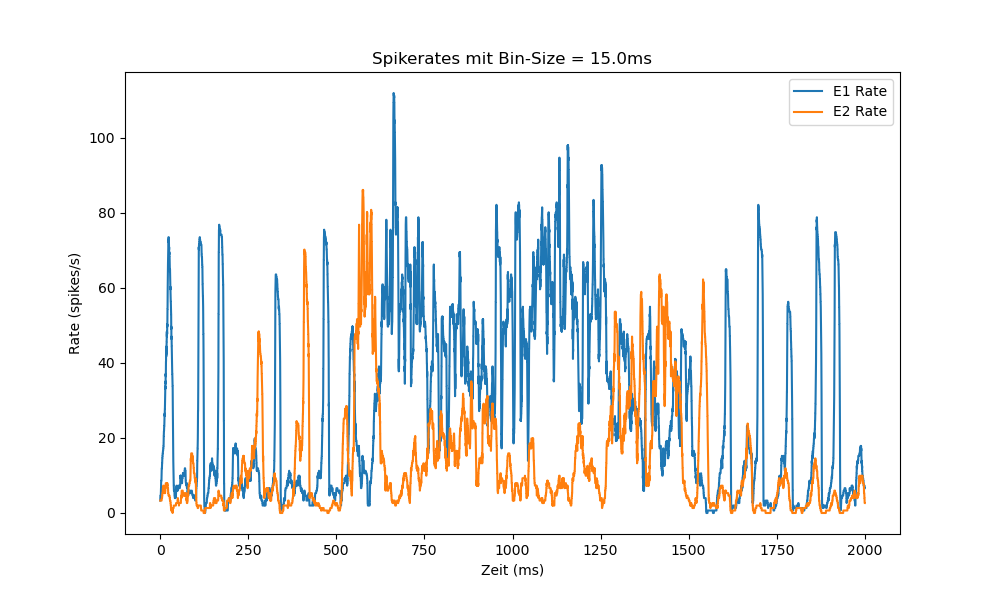 Spikerates mit Bin-Size = 15.0ms
E1 Rate
E2 Rate
100
80
60
40
20
0
Rate (spikes/s)
0 250 500 750 1000 1250 1500 1750 2000
Zeit (ms)